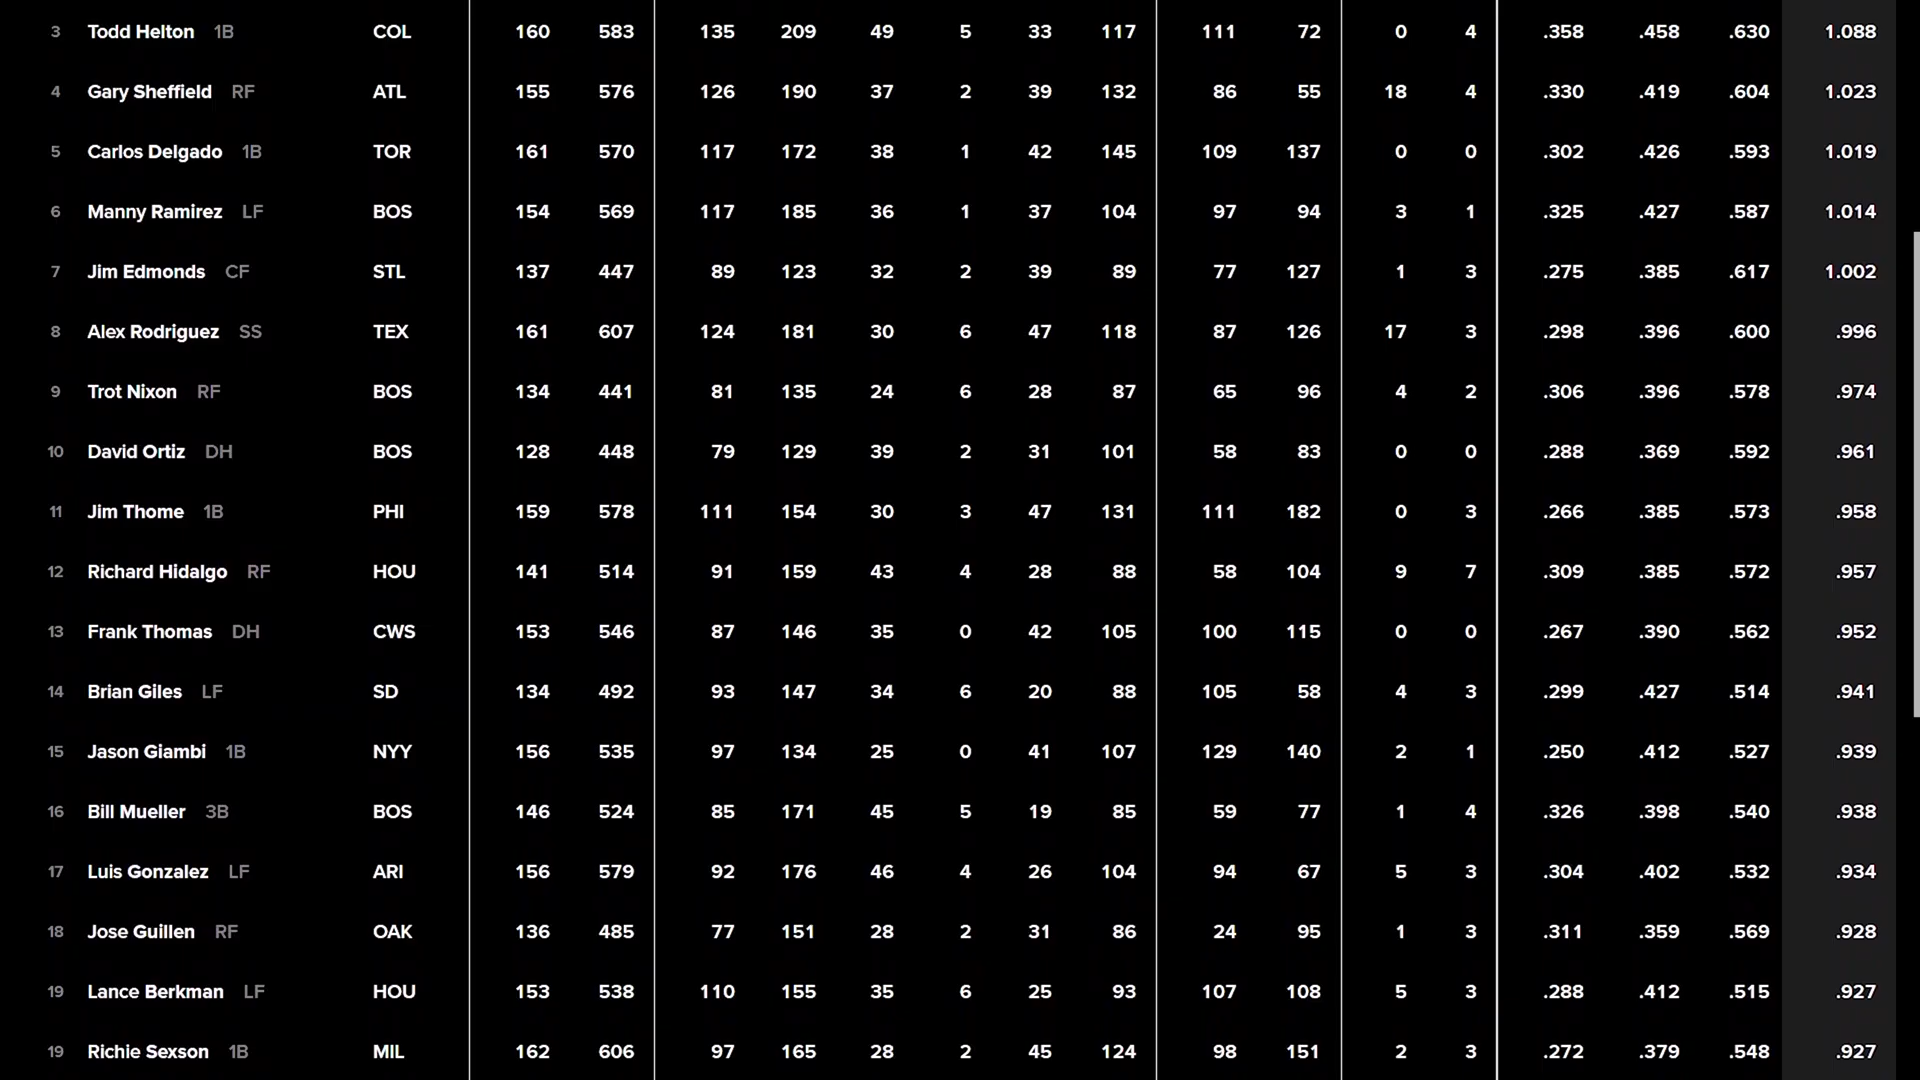 3 Todd Helton 1B COL 160 583 135 209 49 5 33 117 111 72 0 4 .358 .458 .630 1.088
4 Gary Sheffield RF ATL 155 576 126 190 37 2 39 132 86 55 18 4 .330 .419 .604 1.023
5 Carlos Delgado 1B TOR 161 570 117 172 38 1 42 145 109 137 0 0 .302 .426 .593 1.019
6 Manny Ramirez LF BOS 154 569 117 185 36 1 37 104 97 94 3 1 .325 .427 .587 1.014
7 Jim Edmonds CF STL 137 447 89 123 32 2 39 89 77 127 1 3 .275 .385 .617 1.002
8 Alex Rodriguez SS TEX 161 607 124 181 30 6 47 118 87 126 17 3 .298 .396 .600 .996
9 Trot Nixon RF BOS 134 441 81 135 24 6 28 87 65 96 4 2 .306 .396 .578 .974
10 David Ortiz DH BOS 128 448 79 129 39 2 31 101 58 83 0 0 .288 .369 .592 .961
11 Jim Thome 1B PHI 159 578 111 154 30 3 47 131 111 182 0 3 .266 .385 .573 .958
12 Richard Hidalgo RF HOU 141 514 91 159 43 4 28 88 58 104 9 7 .309 .385 .572 .957
13 Frank Thomas DH CWS 153 546 87 146 35 0 42 105 100 115 0 0 .267 .390 .562 .952
14 Brian Giles LF SD 134 492 93 147 34 6 20 88 105 58 4 3 .299 .427 .514 .941
15 Jason Giambi 1B NYY 156 535 97 134 25 0 41 107 129 140 2 1 .250 .412 .527 .939
16 Bill Mueller 3B BOS 146 524 85 171 45 5 19 85 59 77 1 4 .326 .398 .540 .938
17 Luis Gonzalez LF ARI 156 579 92 176 46 4 26 104 94 67 5 3 .304 .402 .532 .934
18 Jose Guillen RF OAK 136 485 77 151 28 2 31 86 24 95 1 3 .311 .359 .569 .928
19 Lance Berkman LF HOU 153 538 110 155 35 6 25 93 107 108 5 3 .288 .412 .515 .927
19 Richie Sexson 1B MIL 162 606 97 165 28 2 45 124 98 151 2 3 .272 .379 .548 .927